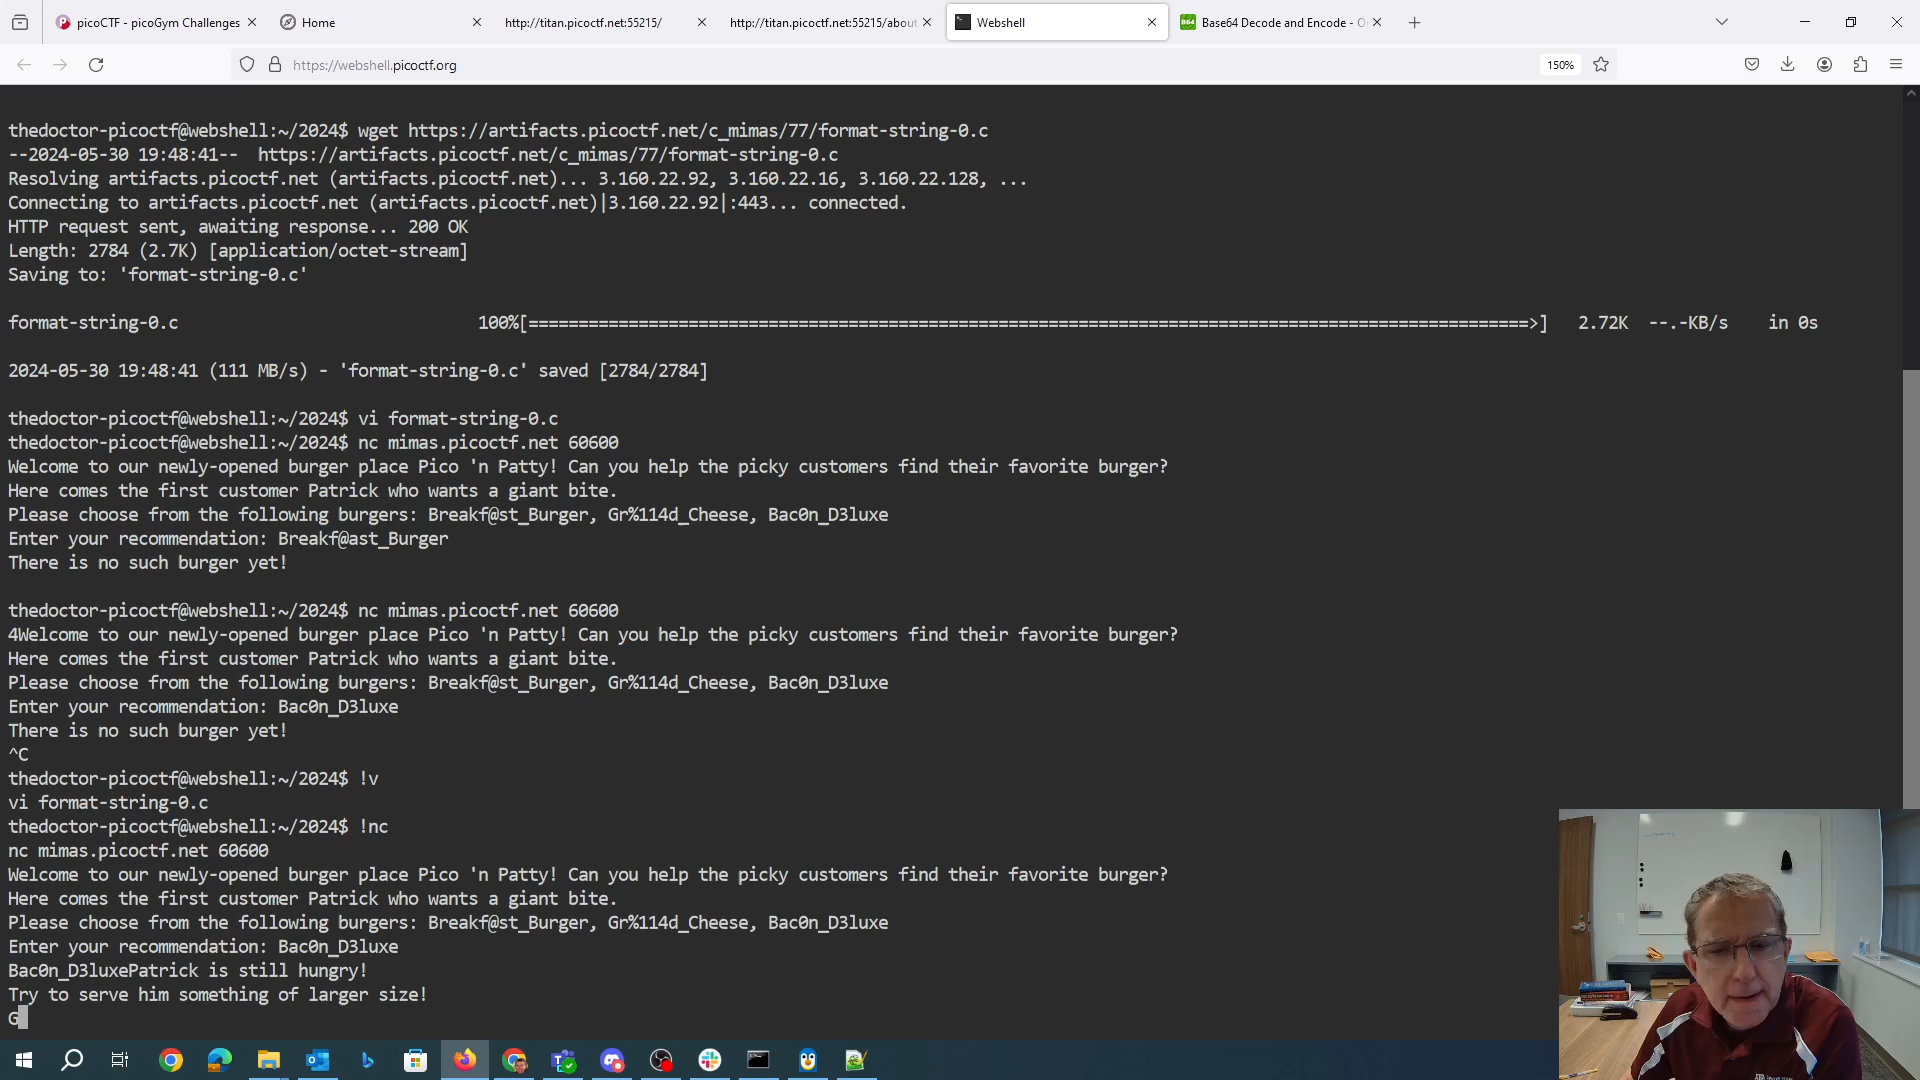 picoCTF - picoGym Challenges
Home
http://titan.picoctf.net:55215/
http://titan.picoctf.net:55215/about
Webshell
B64
Base64 Decode and Encode - O
https://webshell.picoctf.org
150%
thedoctor-picoctf@webshell:~/2024$ wget https://artifacts.picoctf.net/c_mimas/77/format-string-0.c
--2024-05-30 19:48:41--  https://artifacts.picoctf.net/c_mimas/77/format-string-0.c
Resolving artifacts.picoctf.net (artifacts.picoctf.net)... 3.160.22.92, 3.160.22.16, 3.160.22.128, ...
Connecting to artifacts.picoctf.net (artifacts.picoctf.net)|3.160.22.92|:443... connected.
HTTP request sent, awaiting response... 200 OK
Length: 2784 (2.7K) [application/octet-stream]
Saving to: 'format-string-0.c'
format-string-0.c 100%[====================================================================================================>] 2.72K --.-KB/s in 0s
2024-05-30 19:48:41 (111 MB/s) - 'format-string-0.c' saved [2784/2784]
thedoctor-picoctf@webshell:~/2024$ vi format-string-0.c
thedoctor-picoctf@webshell:~/2024$ nc mimas.picoctf.net 60600
Welcome to our newly-opened burger place Pico 'n Patty! Can you help the picky customers find their favorite burger?
Here comes the first customer Patrick who wants a giant bite.
Please choose from the following burgers: Breakf@st_Burger, Gr%114d_Cheese, Bac0n_D3luxe
Enter your recommendation: Breakf@ast_Burger
There is no such burger yet!
thedoctor-picoctf@webshell:~/2024$ nc mimas.picoctf.net 60600
4Welcome to our newly-opened burger place Pico 'n Patty! Can you help the picky customers find their favorite burger?
Here comes the first customer Patrick who wants a giant bite.
Please choose from the following burgers: Breakf@st_Burger, Gr%114d_Cheese, Bac0n_D3luxe
Enter your recommendation: Bac0n_D3luxe
There is no such burger yet!
^C
thedoctor-picoctf@webshell:~/2024$ !v
vi format-string-0.c
thedoctor-picoctf@webshell:~/2024$ !nc
nc mimas.picoctf.net 60600
Welcome to our newly-opened burger place Pico 'n Patty! Can you help the picky customers find their favorite burger?
Here comes the first customer Patrick who wants a giant bite.
Please choose from the following burgers: Breakf@st_Burger, Gr%114d_Cheese, Bac0n_D3luxe
Enter your recommendation: Bac0n_D3luxe
Bac0n_D3luxePatrick is still hungry!
Try to serve him something of larger size!
G